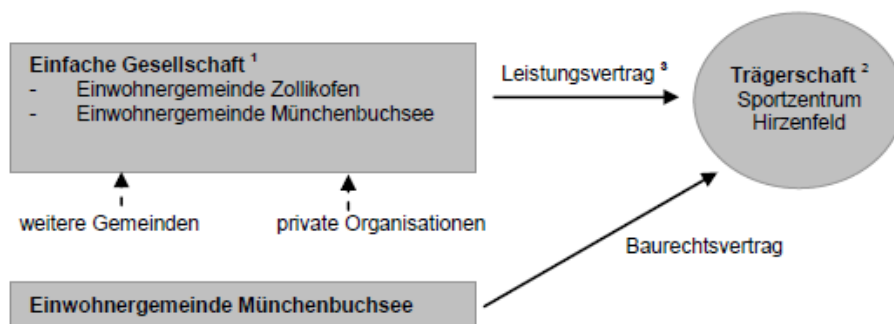 Einfache Gesellschaft ¹
- Einwohnergemeinde Zollikofen
- Einwohnergemeinde Münchenbuchsee
Leistungsvertrag ³
Trägerschaft ²
Sportzentrum
Hirzenfeld
weitere Gemeinden
private Organisationen
Baurechtsvertrag
Einwohnergemeinde Münchenbuchsee